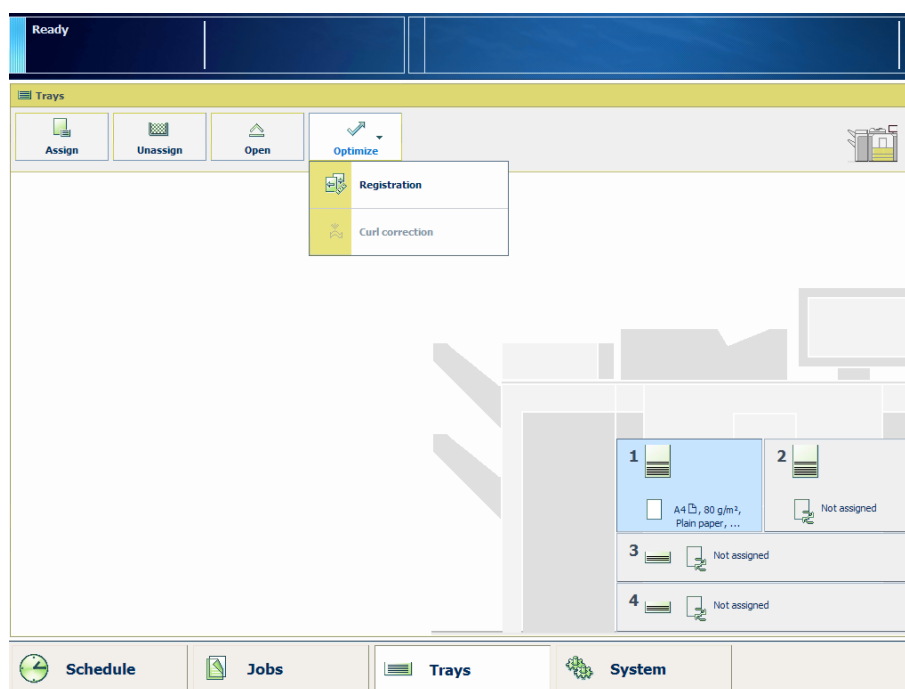 Ready
Trays
Assign
Unassign
Open
Optimize
Registration
Curl correction
1
2
A4 , 80 g/m²,
Plain paper, ...
Not assigned
3
Not assigned
4
Not assigned
Schedule
Jobs
Trays
System